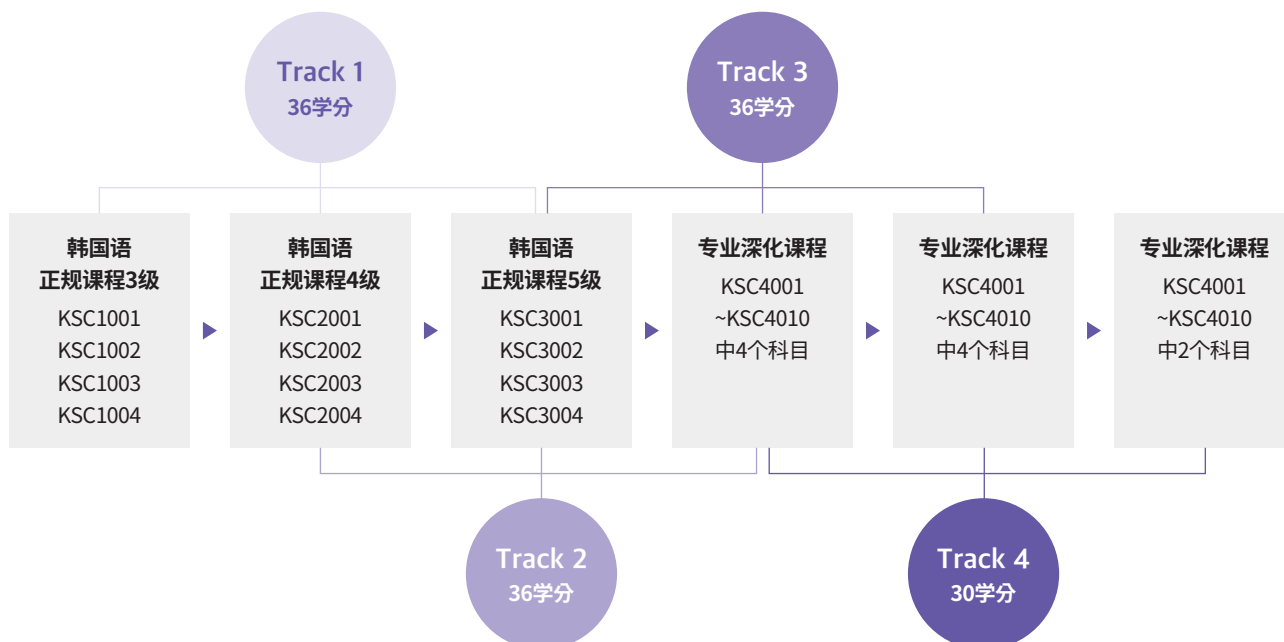 Track 1
36学分
Track 3
36学分
韩国语
正规课程3级
KSC1001
KSC1002
KSC1003
KSC1004
韩国语
正规课程4级
KSC2001
KSC2002
KSC2003
KSC2004
韩国语
正规课程5级
KSC3001
KSC3002
KSC3003
KSC3004
专业深化课程
KSC4001
~KSC4010
中4个科目
专业深化课程
KSC4001
~KSC4010
中4个科目
专业深化课程
KSC4001
~KSC4010
中2个科目
Track 2
36学分
Track 4
30学分